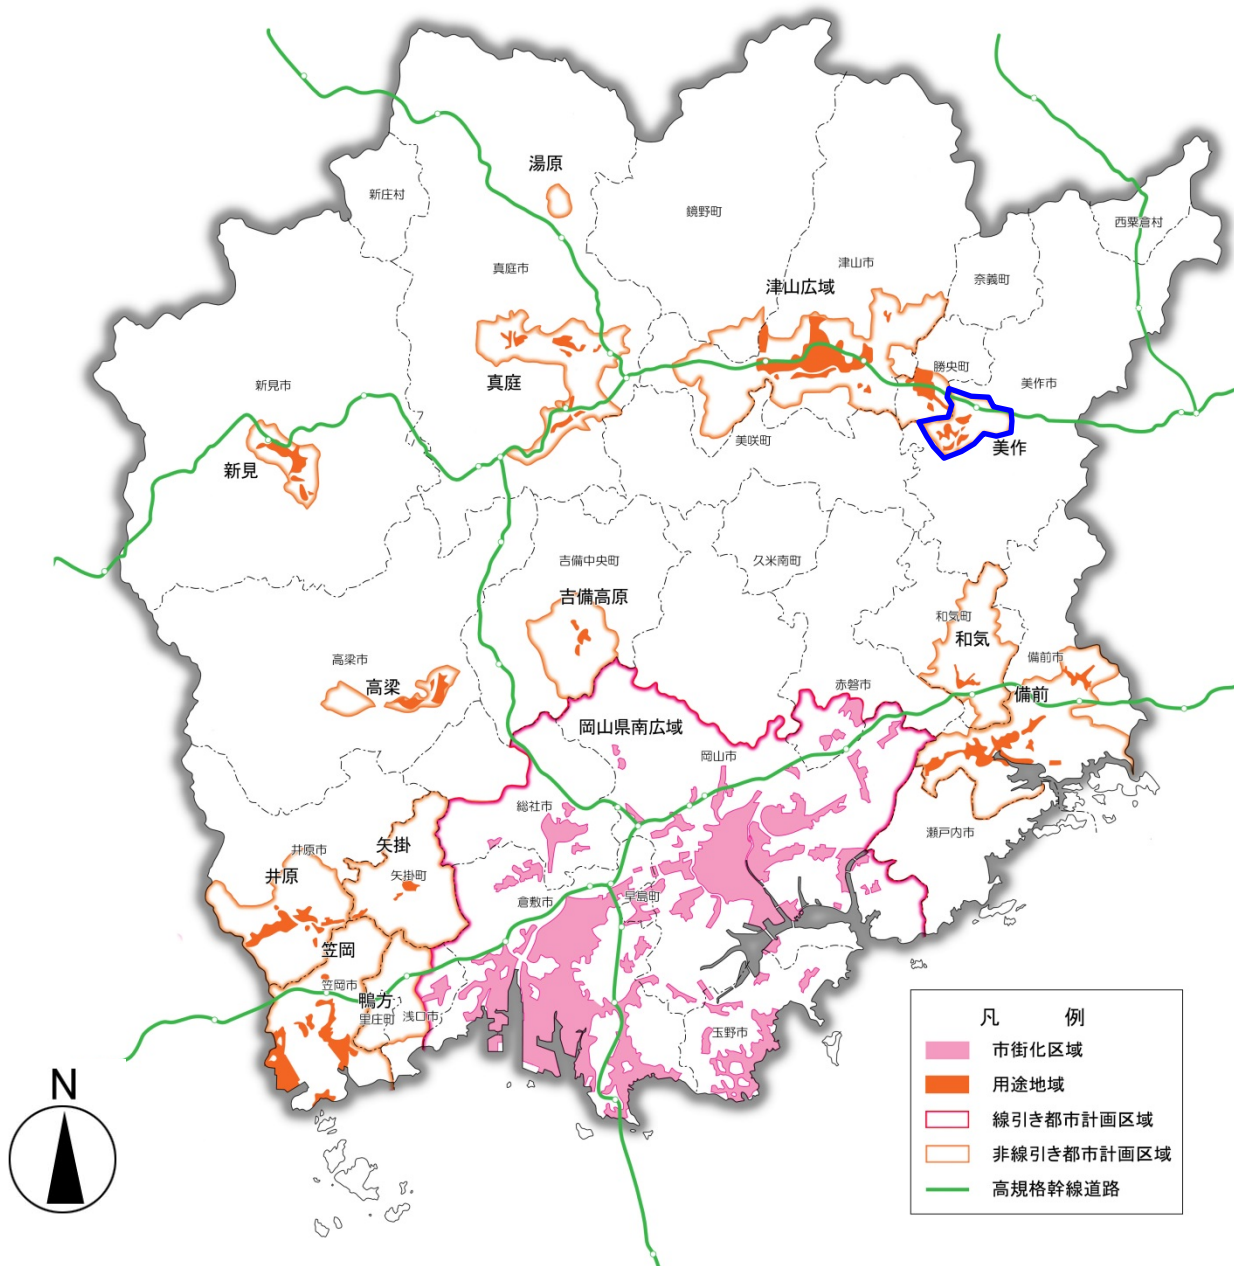 湯原
新庄村
鏡野町
西粟倉村
真庭市
津山市
奈義町
津山広域
勝央町
新見市
真庭
美作市
美咲町
美作
新見
吉備中央町
久米南町
吉備高原
和気町
和気
高梁市
備前市
高梁
赤磐市
備前
岡山県南広域
岡山市
総社市
瀬戸内市
矢掛
井原市
井原
矢掛町
倉敷市
早島町
笠岡
笠岡市
鴨方
里庄町
浅口市
玉野市
N
凡 例
市街化区域
用途地域
線引き都市計画区域
非線引き都市計画区域
高規格幹線道路